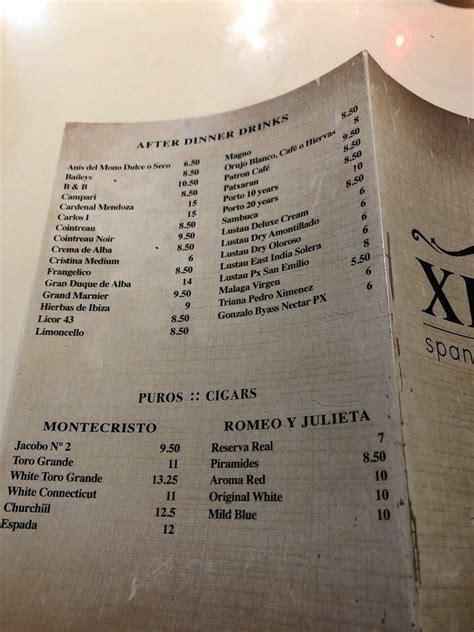 AFTER DINNER DRINKS
Anis del Mono Dulce o Seco 6.50
Baileys 8.50
B & B 10.50
Campari 8.50
Cardenal Mendoza 15
Carlos I 15
Cointreau 8.50
Cointreau Noir 9.50
Crema de Alba 8.50
Cristina Medium 6
Frangelico 8.50
Gran Duque de Alba 14
Grand Marnier 9.50
Hierbas de Ibiza 9
Licor 43 8.50
Limoncello 8.50
Magno 8.50
Orujo Blanco, Café o Hiervas 8
Patron Café 9.50
Patxaran 8.50
Porto 10 years 8.50
Porto 20 years 8
Sambuca 15
Lustau Deluxe Cream 8.50
Lustau Dry Amontillado 6
Lustau Dry Oloroso 6
Lustau East India Solera 6
Lustau Px San Emilio 8
Malaga Virgen 5.50
Triana Pedro Ximenez 6
Gonzalo Byass Nectar PX 6
PUROS :: CIGARS
MONTECRISTO
Jacobo Nº 2 9.50
Toro Grande 11
White Toro Grande 13.25
White Connecticut 11
Churchill 12.5
Espada 12
ROMEO Y JULIETA
Reserva Real 7
Piramides 8.50
Aroma Red 10
Original White 10
Mild Blue 10